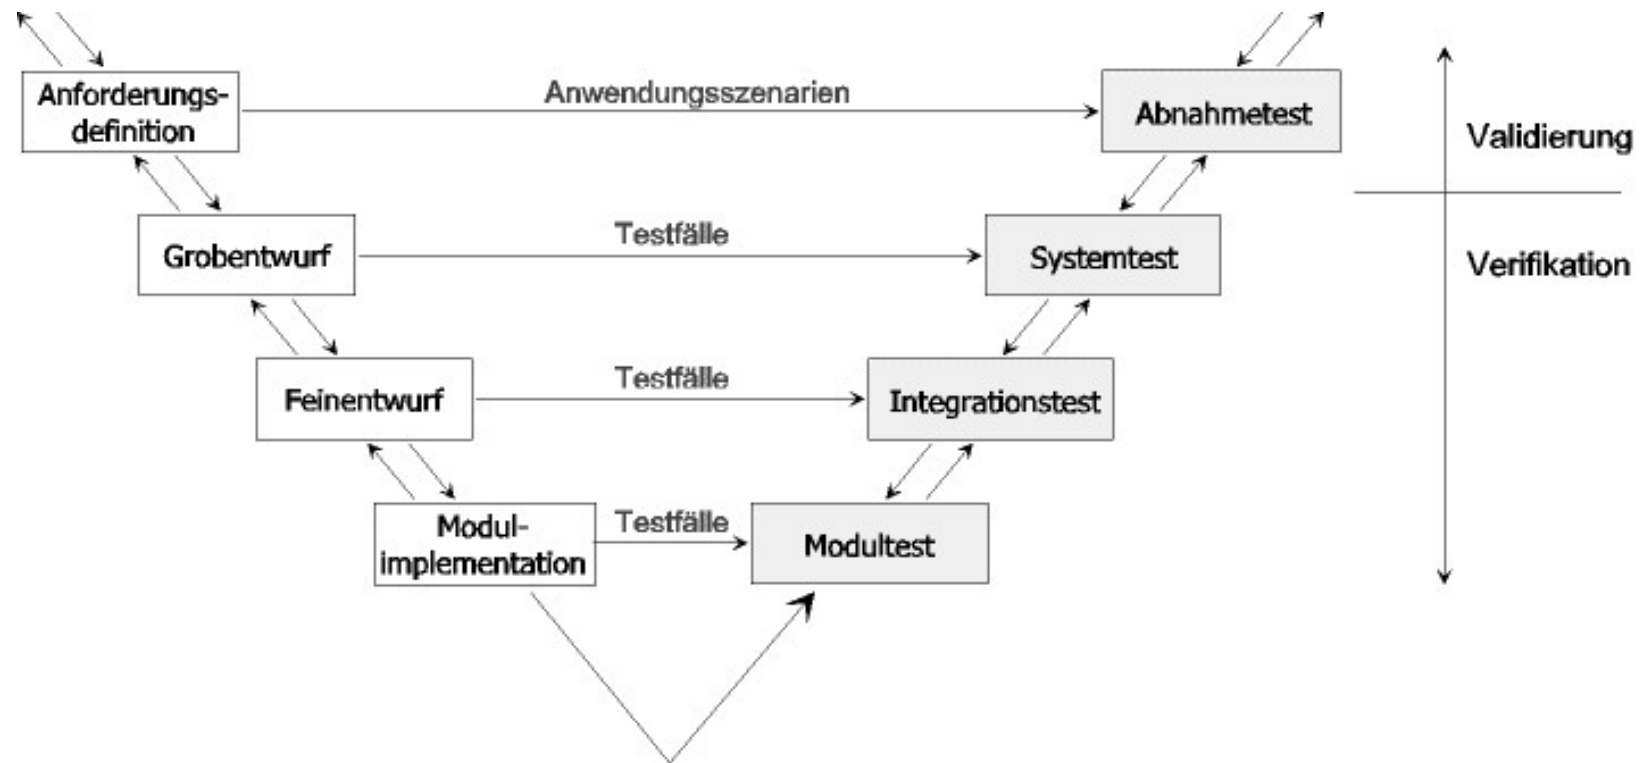 Anforderungs-
definition
Anwendungsszenarien
Abnahmetest
Validierung
Grobentwurf
Testfälle
Systemtest
Verifikation
Feinentwurf
Testfälle
Integrationstest
Modul-
implementation
Testfälle
Modultest